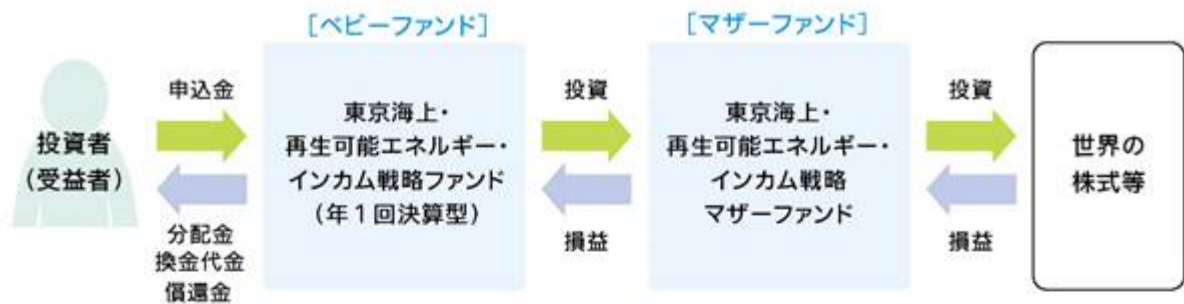 [ベビーファンド]
[マザーファンド]
投資者
(受益者)
申込金
分配金
換金代金
償還金
東京海上・
再生可能エネルギー・
インカム戦略ファンド
(年1回決算型)
投資
損益
東京海上・
再生可能エネルギー・
インカム戦略
マザーファンド
投資
損益
世界の
株式等